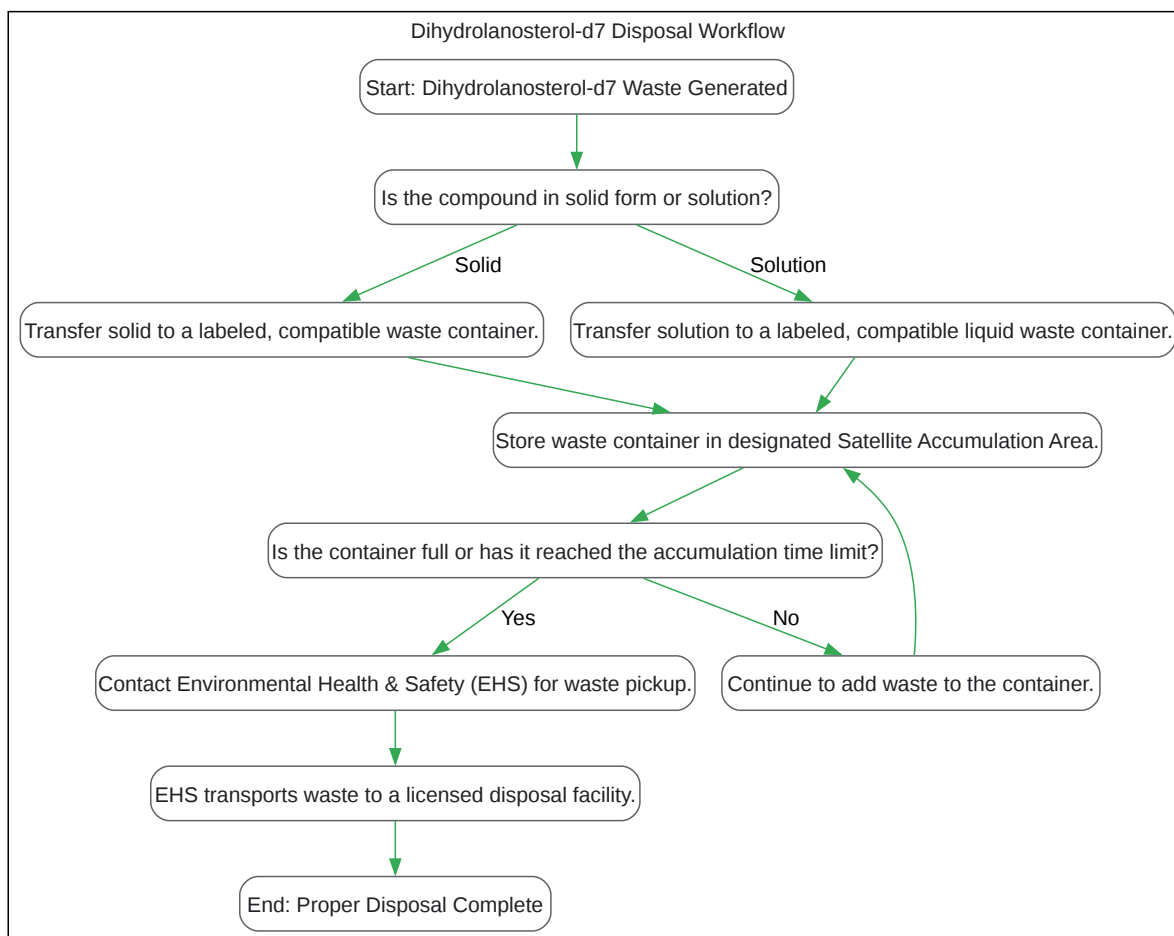 Dihydrolanosterol-d7 Disposal Workflow
Start: Dihydrolanosterol-d7 Waste Generated
Is the compound in solid form or solution?
Solid
Solution
Transfer solid to a labeled, compatible waste container.
Transfer solution to a labeled, compatible liquid waste container.
Store waste container in designated Satellite Accumulation Area.
Is the container full or has it reached the accumulation time limit?
Yes
No
Contact Environmental Health & Safety (EHS) for waste pickup.
Continue to add waste to the container.
EHS transports waste to a licensed disposal facility.
End: Proper Disposal Complete